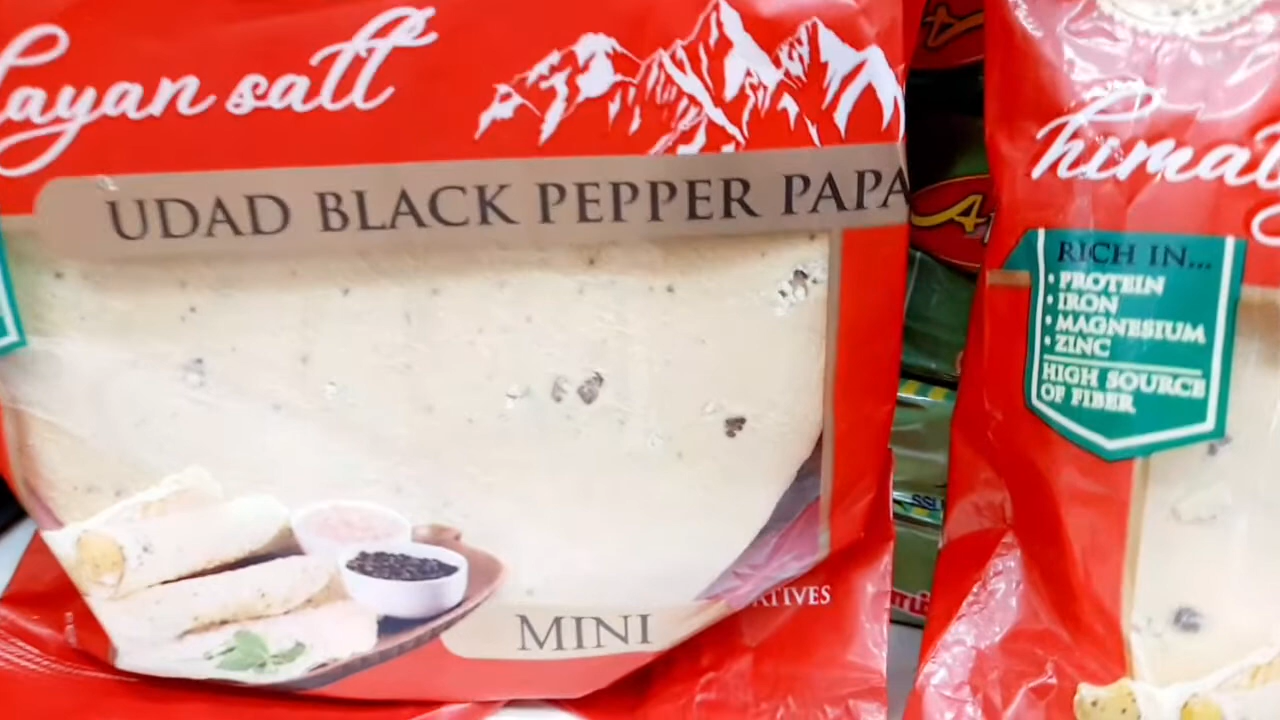 layan salt
UDAD BLACK PEPPER PAPA
MINI
ATIVES
himal
RICH IN...
• PROTEIN
• IRON
• MAGNESIUM
• ZINC
HIGH SOURCE
OF FIBER